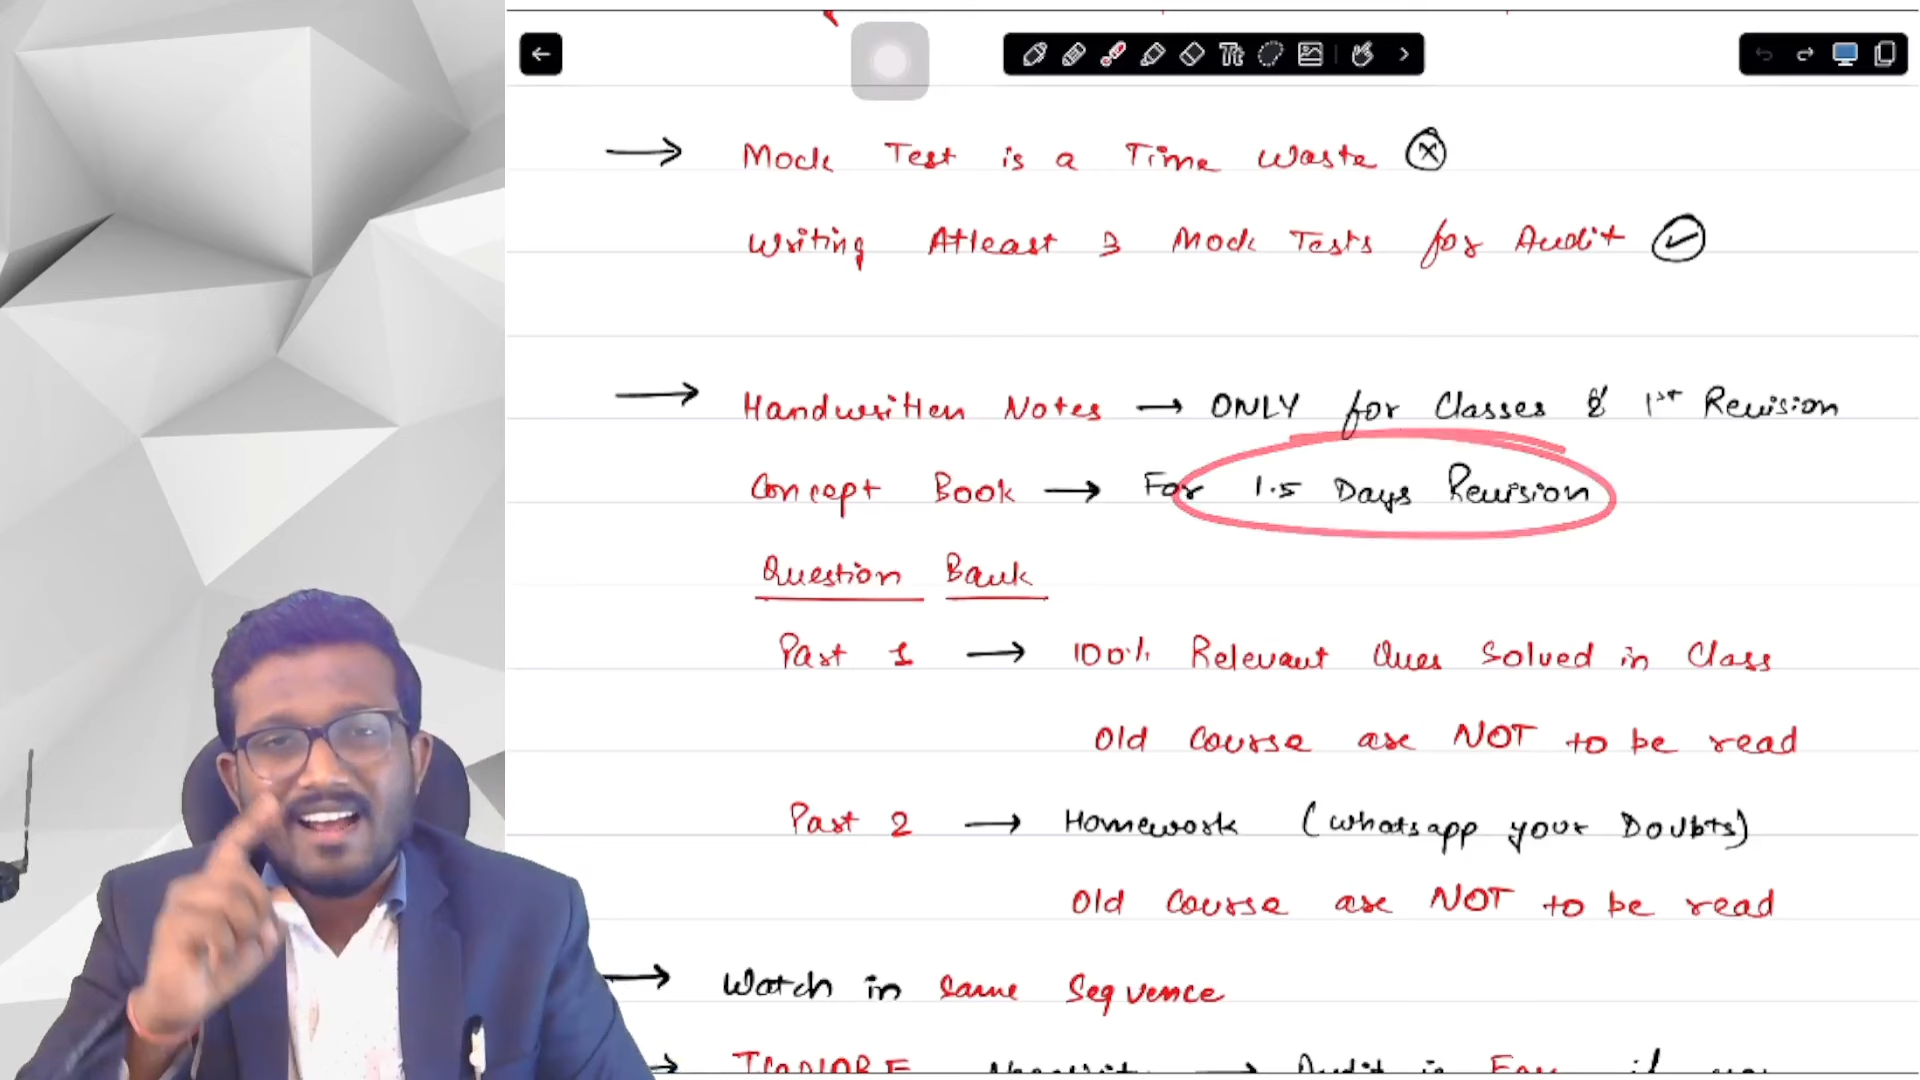 → Mock Test is a Time Waste ⓧ
Writing Atleast 3 Mock Tests for Audit ✓
→ Handwritten Notes → ONLY for Classes & 1st Revision
Concept Book → For 1.5 Days Revision
Question Bank
Part 1 → 100% Relevant Ques Solved in Class
Old Course are NOT to be read
Part 2 → Homework (Whatsapp your Doubts)
Old Course are NOT to be read
→ Watch in Same Sequence
→ Audit is